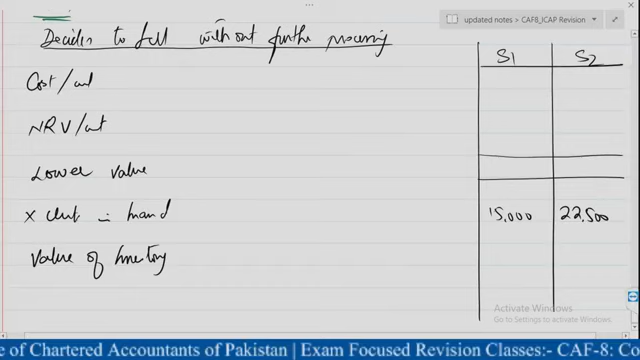 updated notes > CAF8_ICAP Revision
Decides to sell without further processing
S1 S2
Cost/unit
NRV/unit
Lower value
x Unit in hand 15,000 22,500
Value of Inventory
Activate Windows
Go to Settings to activate Windows.
e of Chartered Accountants of Pakistan | Exam Focused Revision Classes:- CAF-8: Co